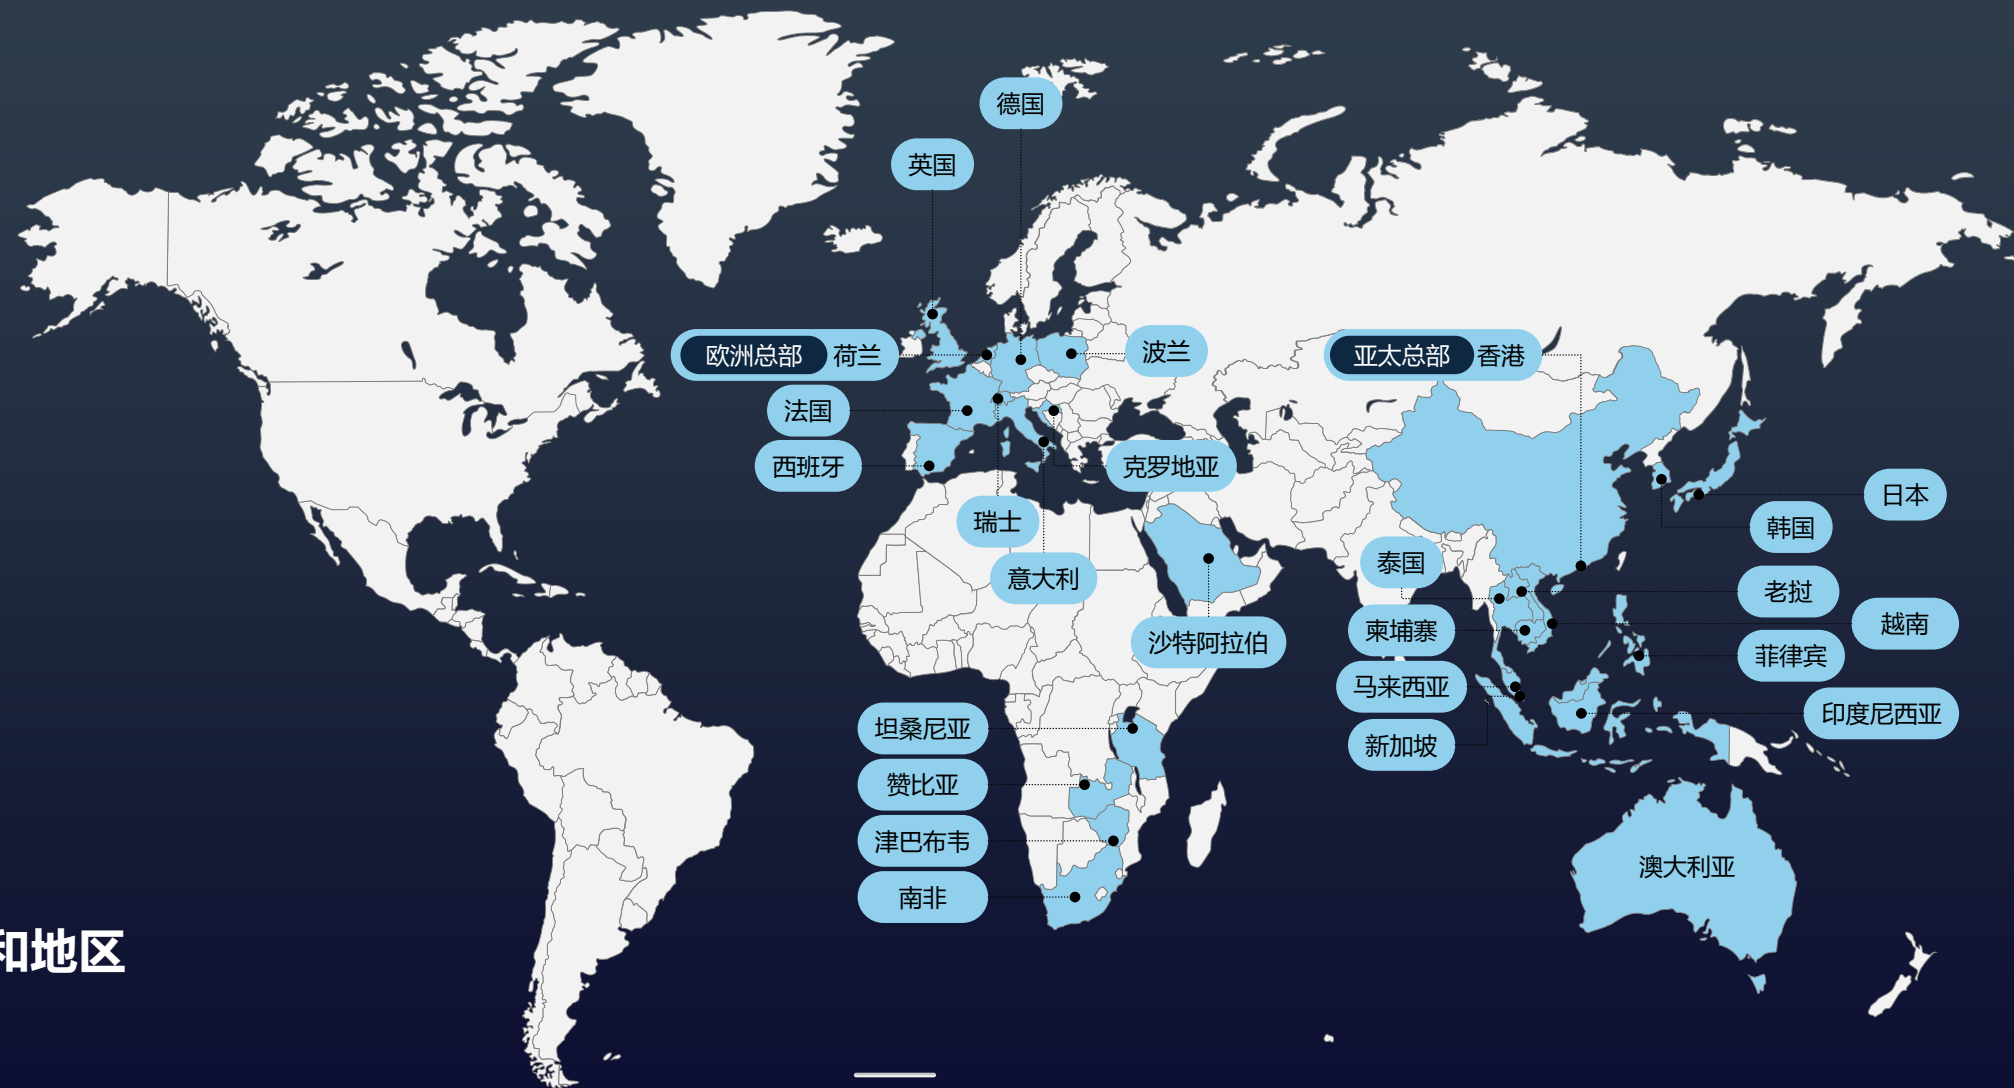 德国
英国
欧洲总部 荷兰
波兰
亚太总部 香港
法国
西班牙
克罗地亚
日本
瑞士
韩国
泰国
意大利
老挝
柬埔寨
越南
沙特阿拉伯
菲律宾
马来西亚
印度尼西亚
坦桑尼亚
新加坡
赞比亚
津巴布韦
澳大利亚
南非
和地区